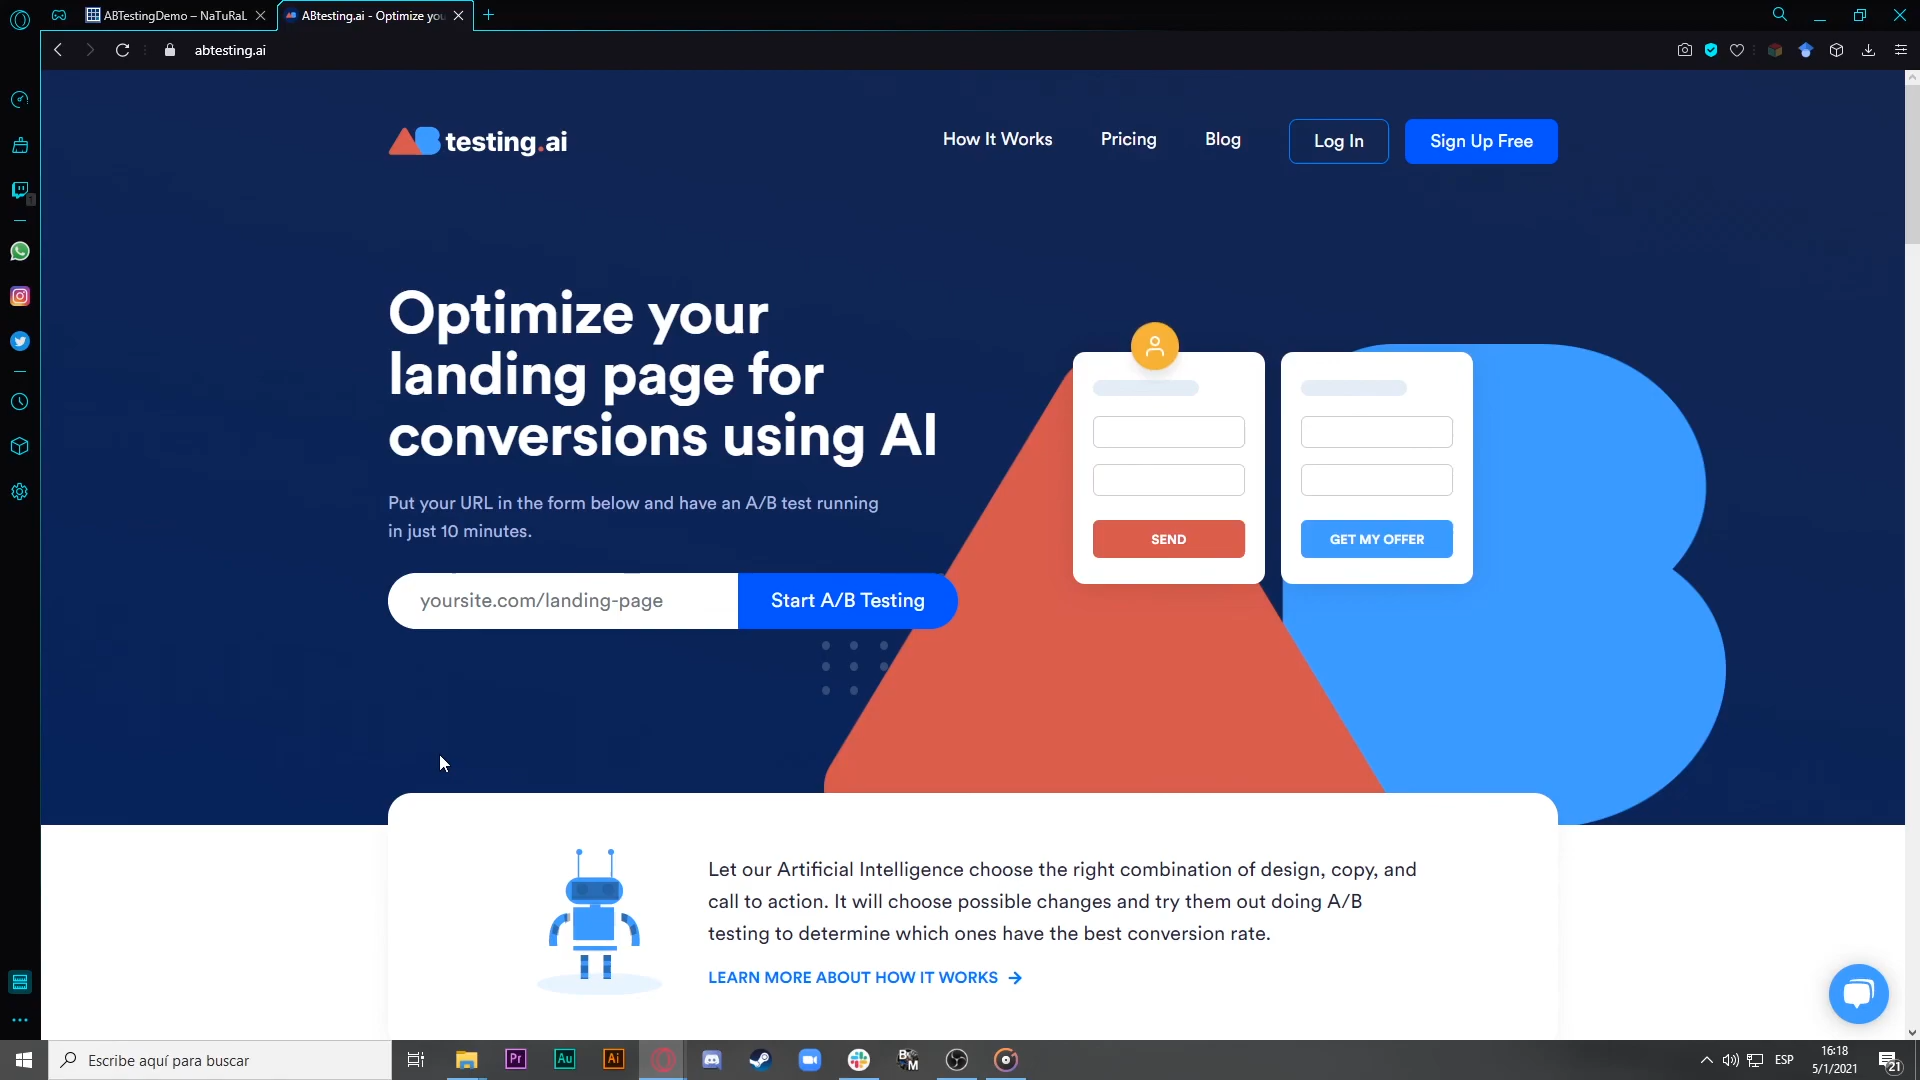 ABTestingDemo – NaTuRaL
ABtesting.ai - Optimize you
abtesting.ai
testing.ai
How It Works
Pricing
Blog
Log In
Sign Up Free
Optimize your
landing page for
conversions using AI
Put your URL in the form below and have an A/B test running
in just 10 minutes.
yoursite.com/landing-page
Start A/B Testing
SEND
GET MY OFFER
Let our Artificial Intelligence choose the right combination of design, copy, and
call to action. It will choose possible changes and try them out doing A/B
testing to determine which ones have the best conversion rate.
LEARN MORE ABOUT HOW IT WORKS
Escribe aquí para buscar
Pr
Au
Ai
ESP
16:18
5/1/2021
21